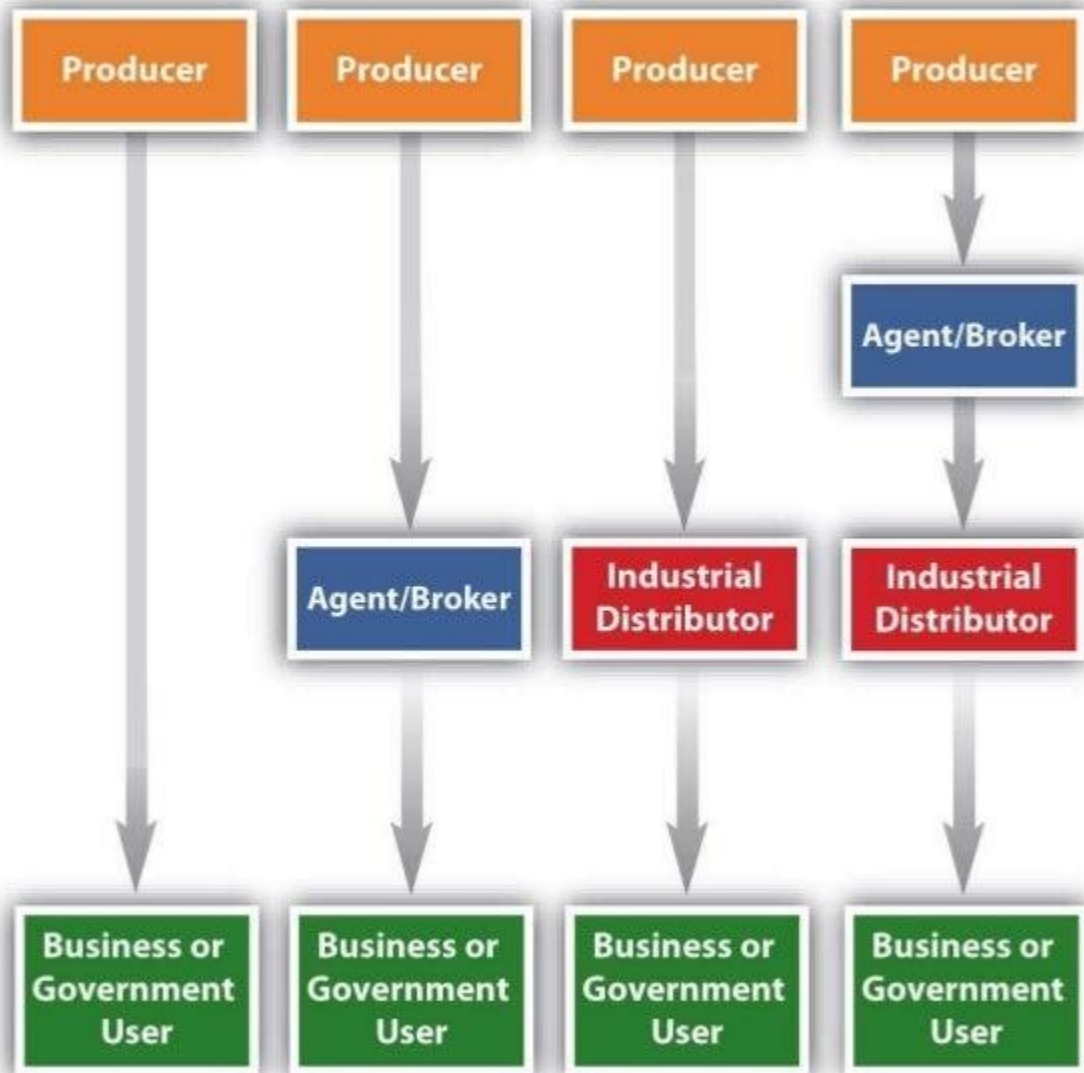 Producer
Producer
Producer
Producer
Agent/Broker
Agent/Broker
Industrial
Distributor
Industrial
Distributor
Business or
Government
User
Business or
Government
User
Business or
Government
User
Business or
Government
User